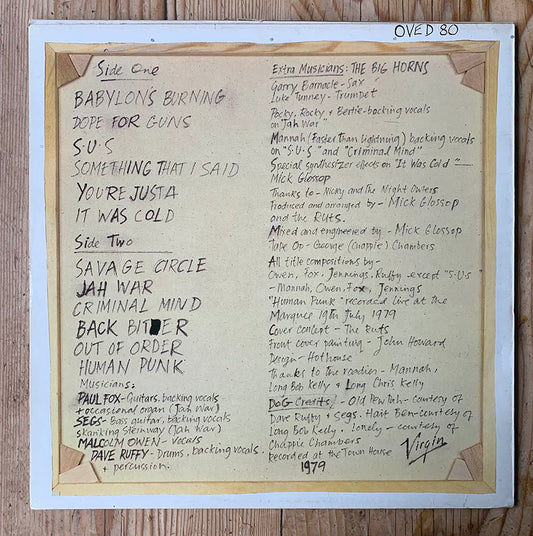 OVED 80
Side One
BABYLON'S BURNING
DOPE FOR GUNS
S.U.S
SOMETHING THAT I SAID
YOU'RE JUST A
IT WAS COLD
Side Two
SAVAGE CIRCLE
JAH WAR
CRIMINAL MIND
BACK BITER
OUT OF ORDER
HUMAN PUNK
Musicians:
PAUL FOX - Guitars, backing vocals
+ occasional organ (Jah War)
SEGS - Bass guitar, backing vocals
skanking Steinway (Jah War)
MALCOLM OWEN - Vocals
DAVE RUFFY - Drums, backing vocals
+ percussion.
Extra Musicians: THE BIG HORNS
Garry Barnacle - Sax
Luke Tunney - Trumpet
Pocky, Rocky + Bertie - backing vocals
on "Jah War"
Mannah (Faster than lightning) backing vocals
on "S.U.S" and "Criminal Mind"
Special synthesizer effects on "It Was Cold" -
Mick Glossop
Thanks to - Nicky and The Night Outers
Produced and arranged by - Mick Glossop
and the Ruts.
Mixed and engineered by - Mick Glossop
Tape Op - George (Chappie) Chambers
All title compositions by -
Owen, Fox, Jennings, Ruffy except "S.U.S
- Mannah, Owen, Fox, Jennings
"Human Punk" recorded live at the
Marquee 19th July, 1979
Cover concept - The Ruts
Front cover painting - John Howard
Design - Hothouse
Thanks to the roadies - Mannah,
Long Bob Kelly + Long Chris Kelly
DOG Credits: - Old Pen Tah - courtesy of
Dave Ruffy + Segs. Hait Ben - courtesy of
Long Bob Kelly. - Lonely - courtesy of
Chappie Chambers
Recorded at the Town House
1979
Virgin